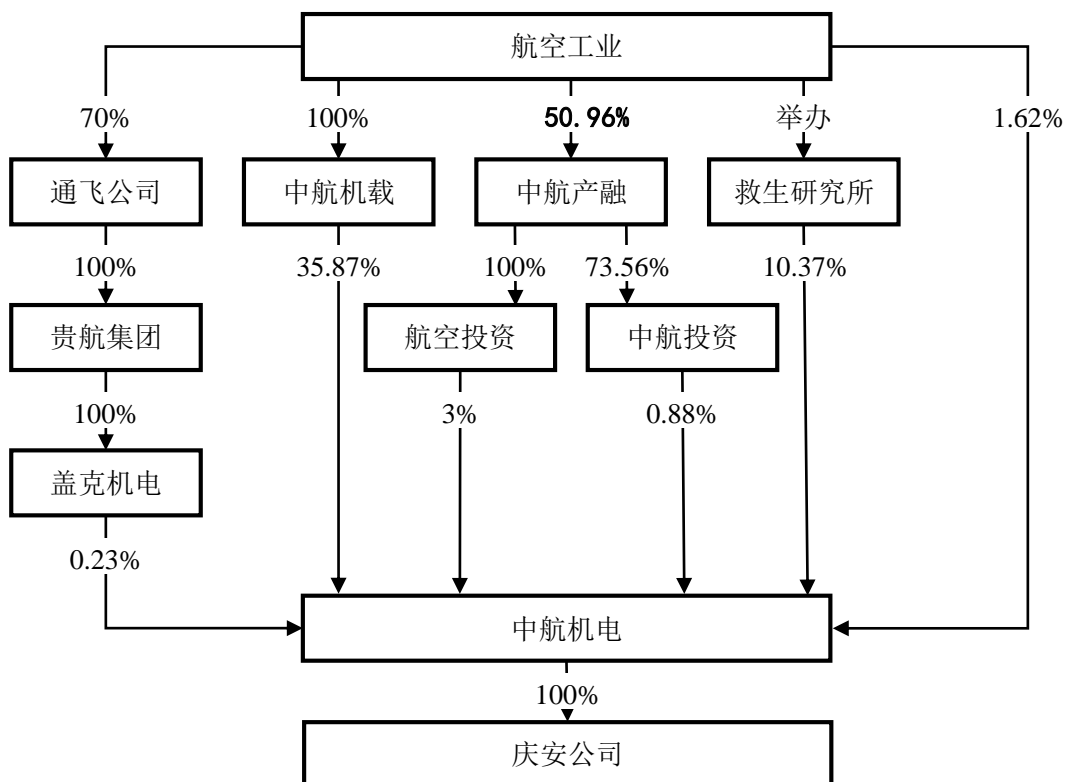 航空工业
70%
100%
50.96%
举办
1.62%
通飞公司
中航机载
中航产融
救生研究所
100%
35.87%
100%
73.56%
10.37%
贵航集团
航空投资
中航投资
100%
3%
0.88%
盖克机电
0.23%
中航机电
100%
庆安公司